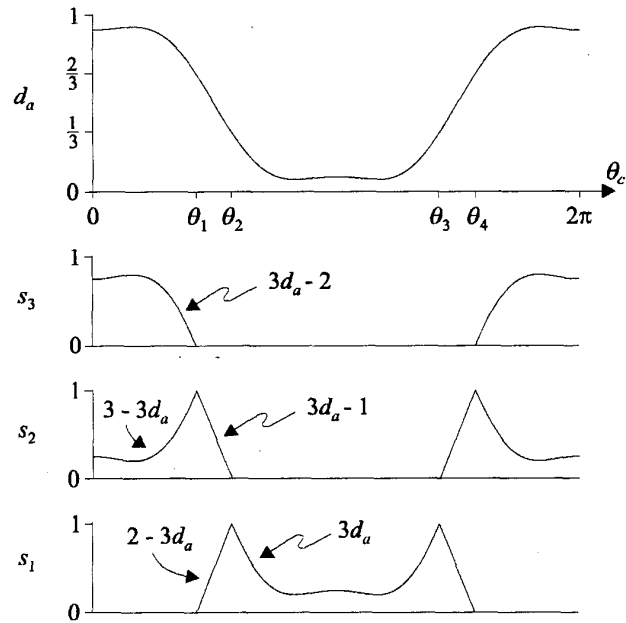 1
2/3
d_a
1/3
0
θ_c
0 θ_1 θ_2 θ_3 θ_4 2π
1
s_3
3d_a - 2
0
1
3 - 3d_a
3d_a - 1
s_2
0
1
2 - 3d_a
3d_a
s_1
0